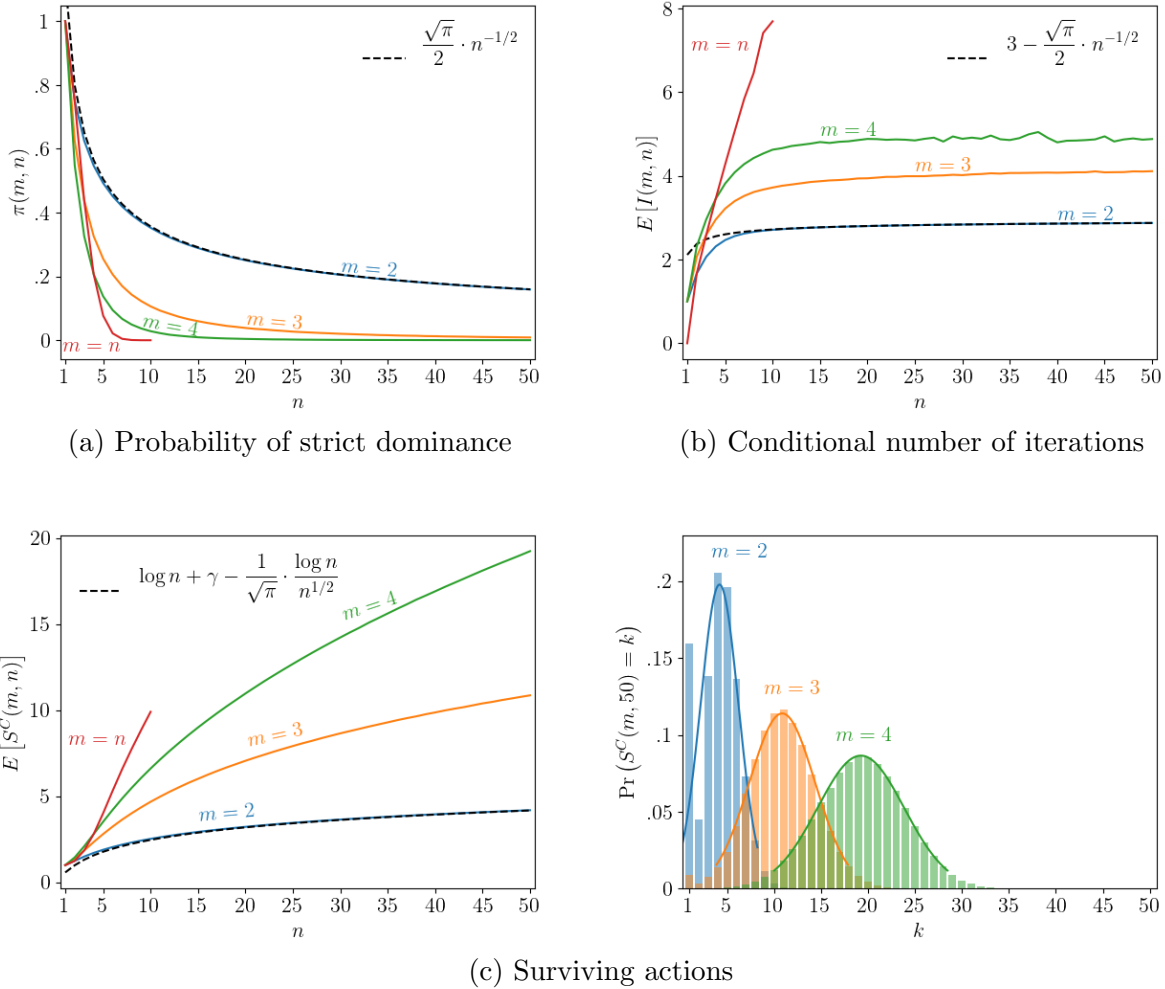 1
.8
.6
.4
.2
0
π(m, n)
√π/2 · n^{-1/2}
m = 2
m = 3
m = 4
m = n
1 5 10 15 20 25 30 35 40 45 50
n
(a) Probability of strict dominance
8
6
4
2
0
E [I(m, n)]
m = n
3 − √π/2 · n^{-1/2}
m = 4
m = 3
m = 2
1 5 10 15 20 25 30 35 40 45 50
n
(b) Conditional number of iterations
20
15
10
5
0
E [S^C(m, n)]
log n + γ − 1/√π · log n/n^{1/2}
m = 4
m = n
m = 3
m = 2
1 5 10 15 20 25 30 35 40 45 50
n
.2
.15
.1
.05
0
Pr (S^C(m, 50) = k)
m = 2
m = 3
m = 4
1 5 10 15 20 25 30 35 40 45 50
k
(c) Surviving actions